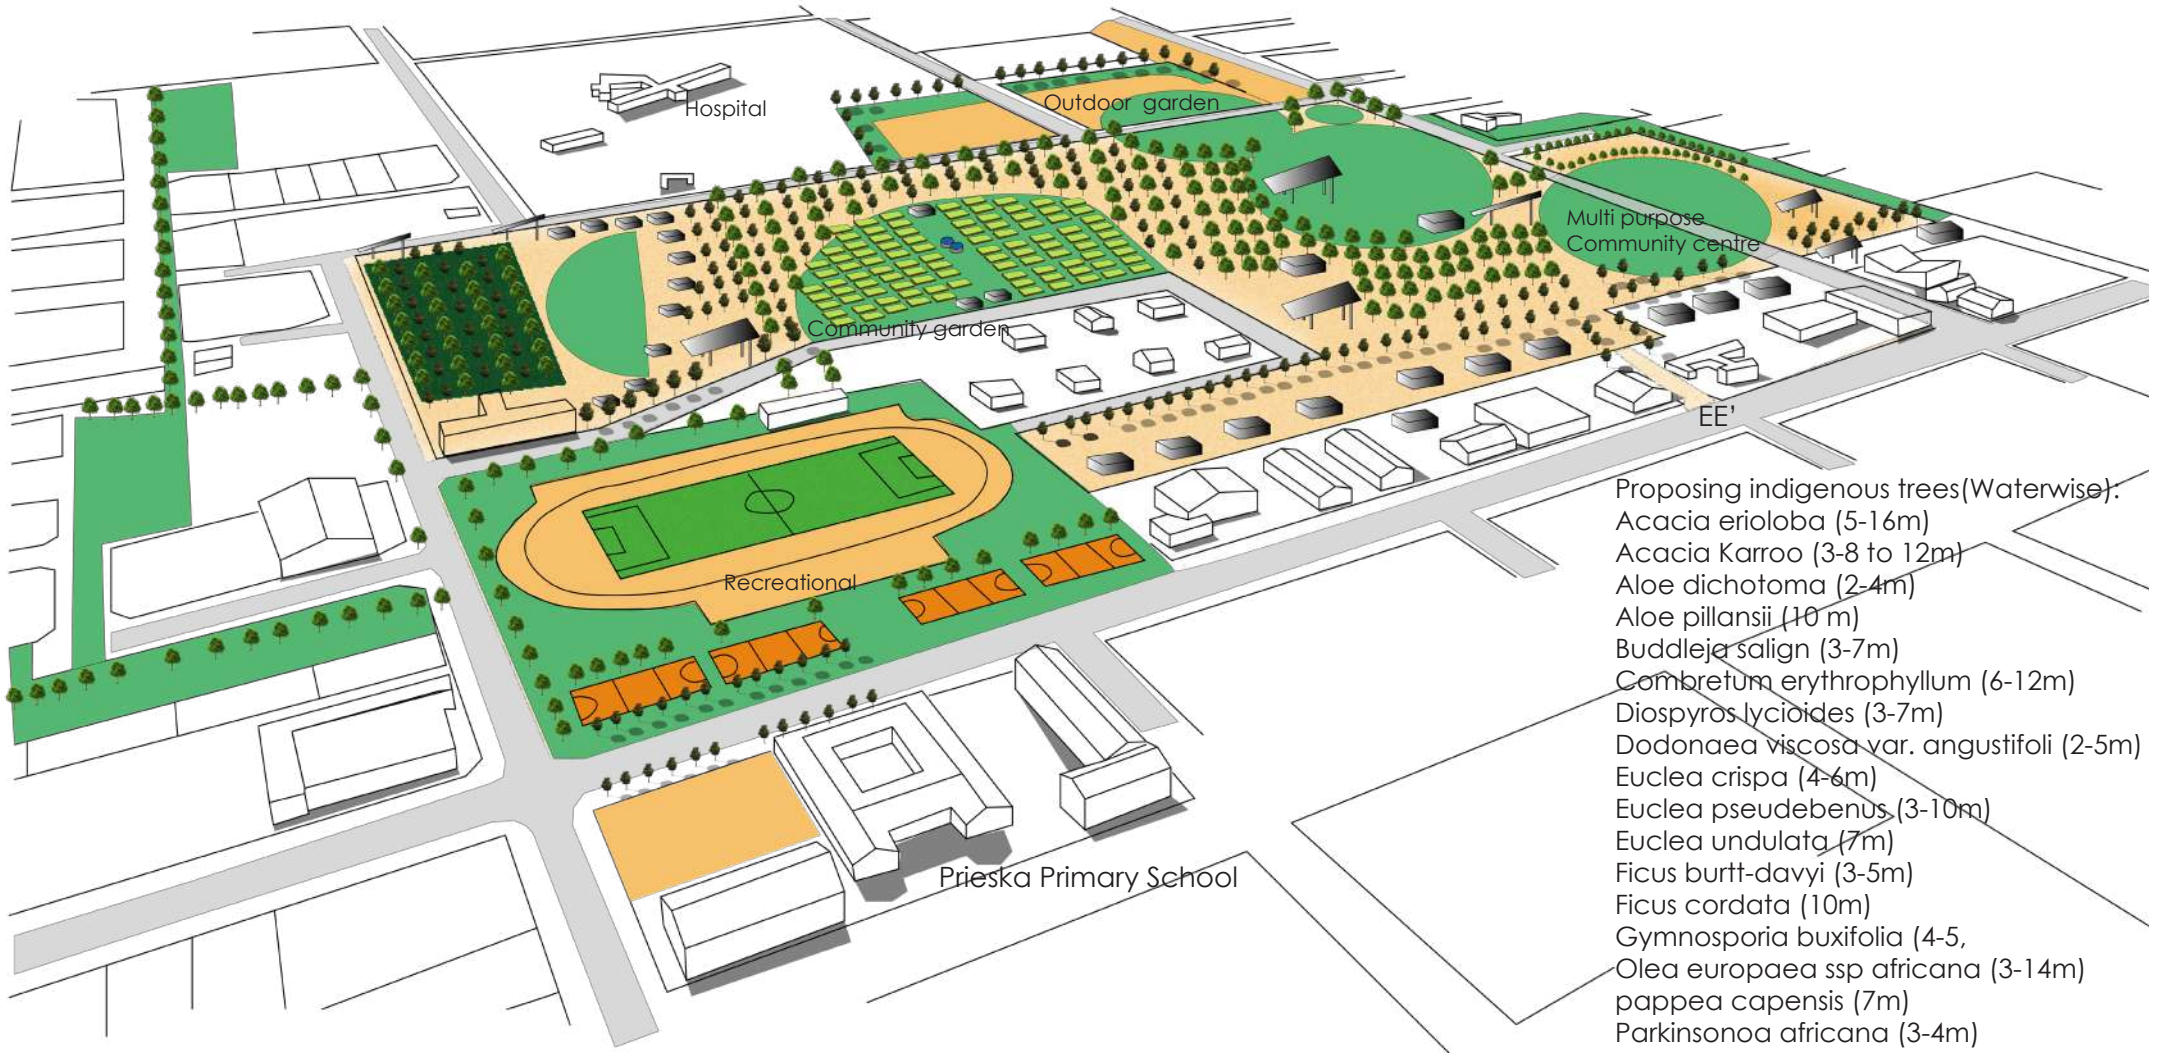 Hospital
Outdoor garden
Multi purpose
Community centre
Community garden
EE'
Recreational
Prieska Primary School
Proposing indigenous trees(Waterwise):
Acacia erioloba (5-16m)
Acacia Karroo (3-8 to 12m)
Aloe dichotoma (2-4m)
Aloe pillansii (10 m)
Buddleja salign (3-7m)
Combretum erythrophyllum (6-12m)
Diospyros lycioides (3-7m)
Dodonaea viscosa var. angustifoli (2-5m)
Euclea crispa (4-6m)
Euclea pseudebenus (3-10m)
Euclea undulata (7m)
Ficus burtt-davyi (3-5m)
Ficus cordata (10m)
Gymnosporia buxifolia (4-5,
Olea europaea ssp africana (3-14m)
pappea capensis (7m)
Parkinsonoa africana (3-4m)